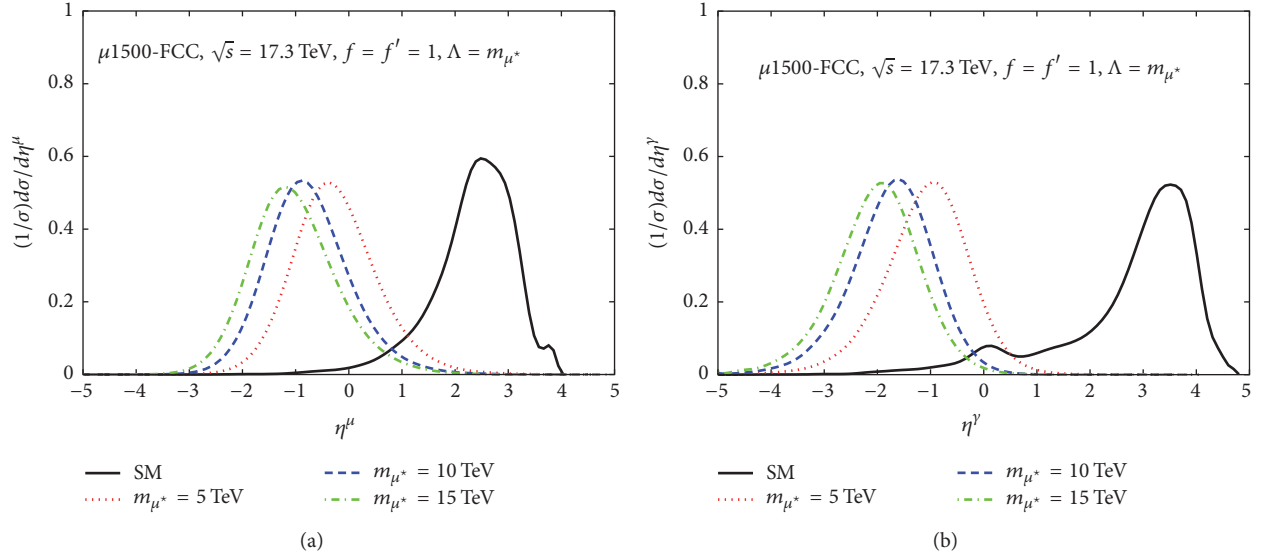 1
0.8
0.6
0.4
0.2
0
(1/σ)dσ/dη^μ
μ1500-FCC, √s = 17.3 TeV, f = f′ = 1, Λ = m_μ⋆
−5 −4 −3 −2 −1 0 1 2 3 4 5
η^μ
SM
m_μ⋆ = 5 TeV
m_μ⋆ = 10 TeV
m_μ⋆ = 15 TeV
(a)
1
0.8
0.6
0.4
0.2
0
(1/σ)dσ/dη^γ
μ1500-FCC, √s = 17.3 TeV, f = f′ = 1, Λ = m_μ⋆
−5 −4 −3 −2 −1 0 1 2 3 4 5
η^γ
SM
m_μ⋆ = 5 TeV
m_μ⋆ = 10 TeV
m_μ⋆ = 15 TeV
(b)